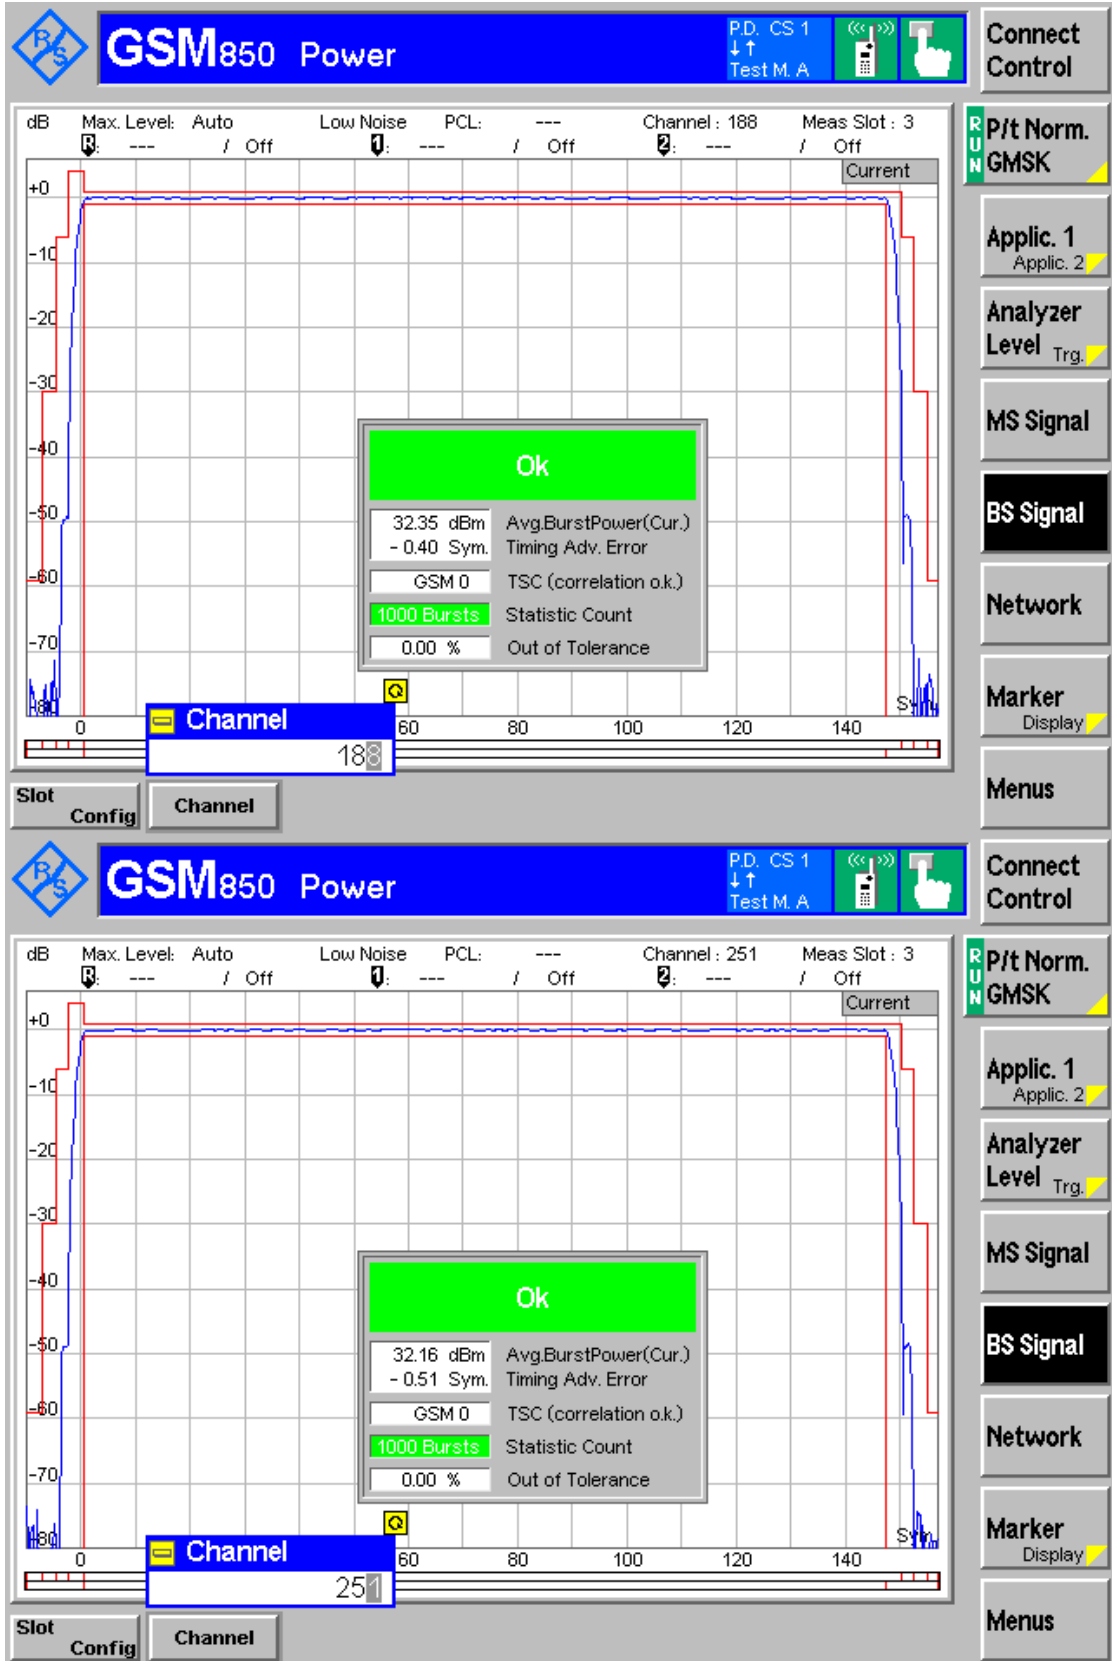 R/S GSM850 Power P.D. CS 1 Connect Control
↓↑
Test M. A
dB Max. Level: Auto Low Noise PCL: --- Channel : 188 Meas Slot : 3
R: --- / Off 1: --- / Off 2: --- / Off
RUN P/t Norm. GMSK
Current
+0
-10
-20
-30
-40
-50
-60
-70
-80
Applic. 1
Applic. 2
Analyzer
Level Trg.
MS Signal
BS Signal
Network
Marker
Display
Menus
Ok
32.35 dBm Avg.BurstPower(Cur.)
- 0.40 Sym. Timing Adv. Error
GSM 0 TSC (correlation o.k.)
1000 Bursts Statistic Count
0.00 % Out of Tolerance
0 60 80 100 120 140
Channel
188
Slot
Config Channel
R/S GSM850 Power P.D. CS 1 Connect Control
↓↑
Test M. A
dB Max. Level: Auto Low Noise PCL: --- Channel : 251 Meas Slot : 3
R: --- / Off 1: --- / Off 2: --- / Off
RUN P/t Norm. GMSK
Current
+0
-10
-20
-30
-40
-50
-60
-70
-80
Applic. 1
Applic. 2
Analyzer
Level Trg.
MS Signal
BS Signal
Network
Marker
Display
Menus
Ok
32.16 dBm Avg.BurstPower(Cur.)
- 0.51 Sym. Timing Adv. Error
GSM 0 TSC (correlation o.k.)
1000 Bursts Statistic Count
0.00 % Out of Tolerance
0 60 80 100 120 140
Channel
251
Slot
Config Channel